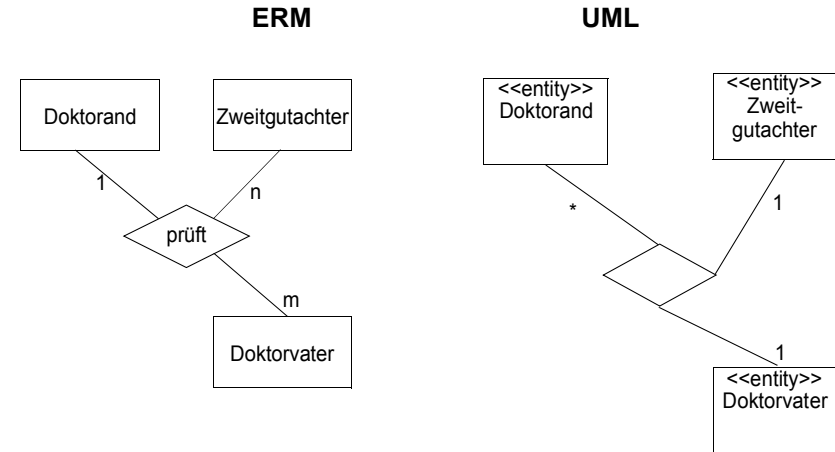 ERM
UML
Doktorand
Zweitgutachter
1
n
prüft
m
Doktorvater
<<entity>>
Doktorand
<<entity>>
Zweit-
gutachter
*
1
1
<<entity>>
Doktorvater